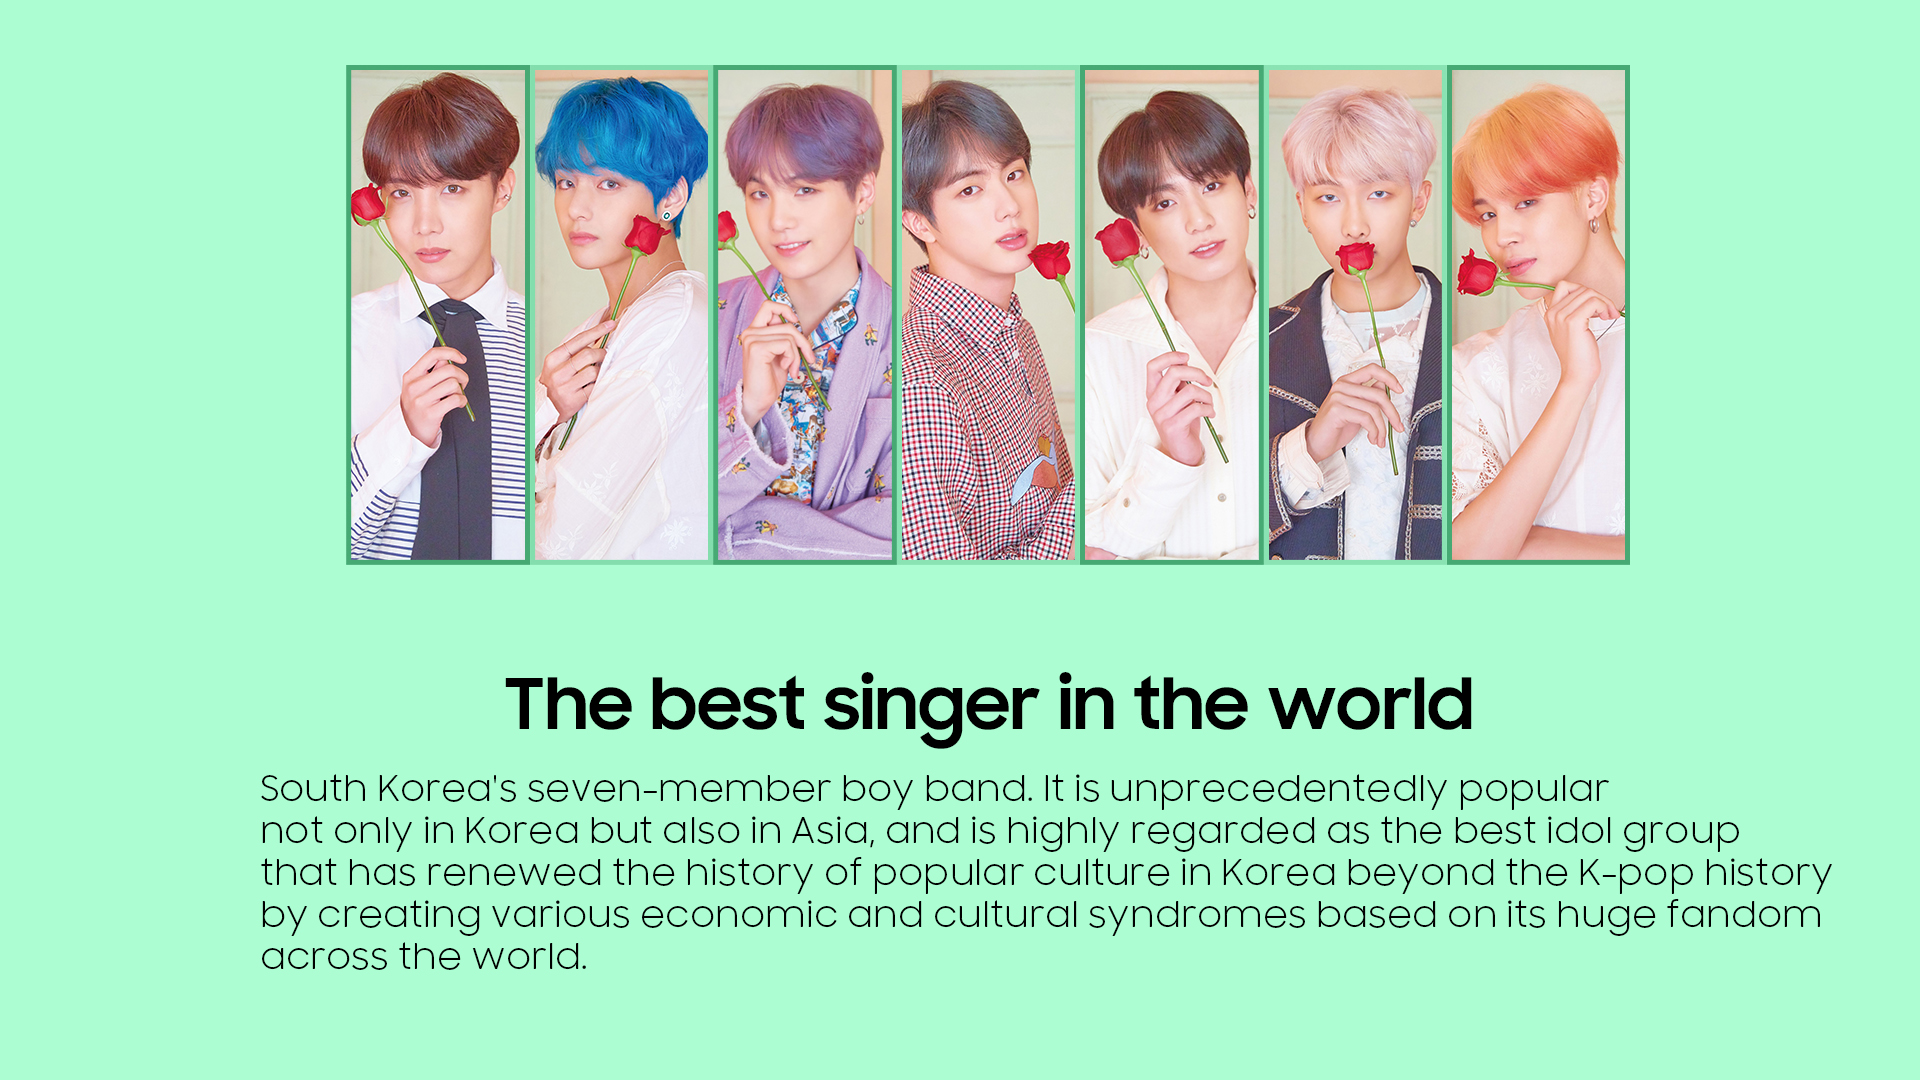 The best singer in the world
South Korea's seven-member boy band. It is unprecedentedly popular
not only in Korea but also in Asia, and is highly regarded as the best idol group
that has renewed the history of popular culture in Korea beyond the K-pop history
by creating various economic and cultural syndromes based on its huge fandom
across the world.